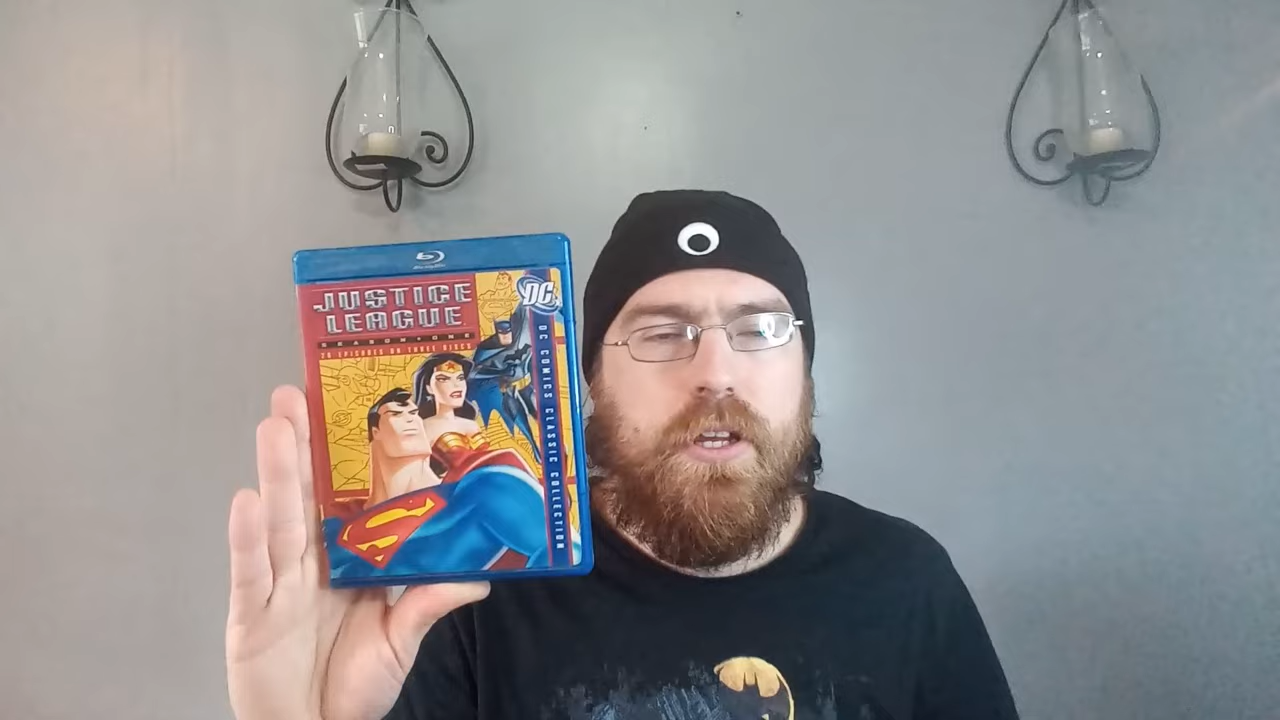 JUSTICE
LEAGUE
SEASON ONE
26 EPISODES ON THREE DISCS
DC
DC COMICS CLASSIC COLLECTION
S